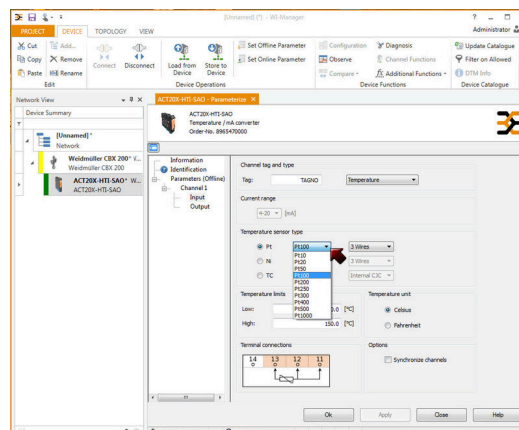 [Unnamed] (*) - WI-Manager
PROJECT DEVICE TOPOLOGY VIEW Administrator
Cut Add...
Copy Remove
Paste Rename
Edit
Connect Disconnect Load from Device Store to Device
Set Offline Parameter
Set Online Parameter
Device Operations
Configuration Diagnosis
Observe Channel Functions
Compare Additional Functions
Device Functions
Update Catalogue
Filter on Allowed
DTM Info
Device Catalogue
Network View
Device Summary
[Unnamed]*
Network
Weidmüller CBX 200*
Weidmüller CBX 200
ACT20X-HTI-SAO* W...
ACT20X-HTI-SAO
ACT20X-HTI-SAO - Parameterize
ACT20X-HTI-SAO
Temperature / mA converter
Order-No. 8965470000
Information
Identification
Parameters (Offline)
Channel 1
Input
Output
Channel tag and type
Tag: TAGNO Temperature
Current range
4-20 [mA]
Temperature sensor type
Pt Pt100 3 Wires
Ni 3 Wires
TC Internal CJC
Pt10
Pt20
Pt50
Pt100
Pt200
Pt250
Pt300
Pt400
Pt500
Pt1000
Temperature limits
Low: 0.0 [°C]
High: 150.0 [°C]
Temperature unit
Celsius
Fahrenheit
Terminal connections
14 13 12 11
Options
Synchronize channels
Ok Apply Close Help